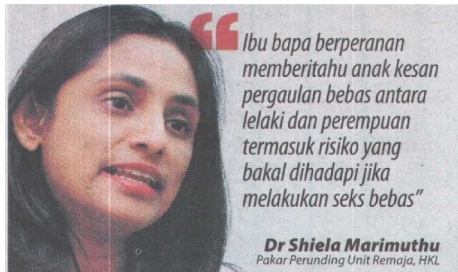 “Ibu bapa berperanan
memberitahu anak kesan
pergaulan bebas antara
lelaki dan perempuan
termasuk risiko yang
bakal dihadapi jika
melakukan seks bebas”
Dr Shiela Marimuthu
Pakar Perunding Unit Remaja, HKL